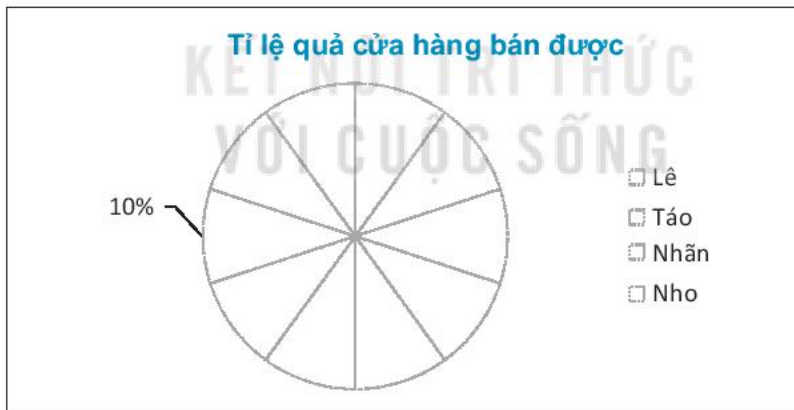 Tỉ lệ quả cửa hàng bán được
KẾT NỐI TRI THỨC
VỚI CUỘC SỐNG
10%
Lê
Táo
Nhãn
Nho